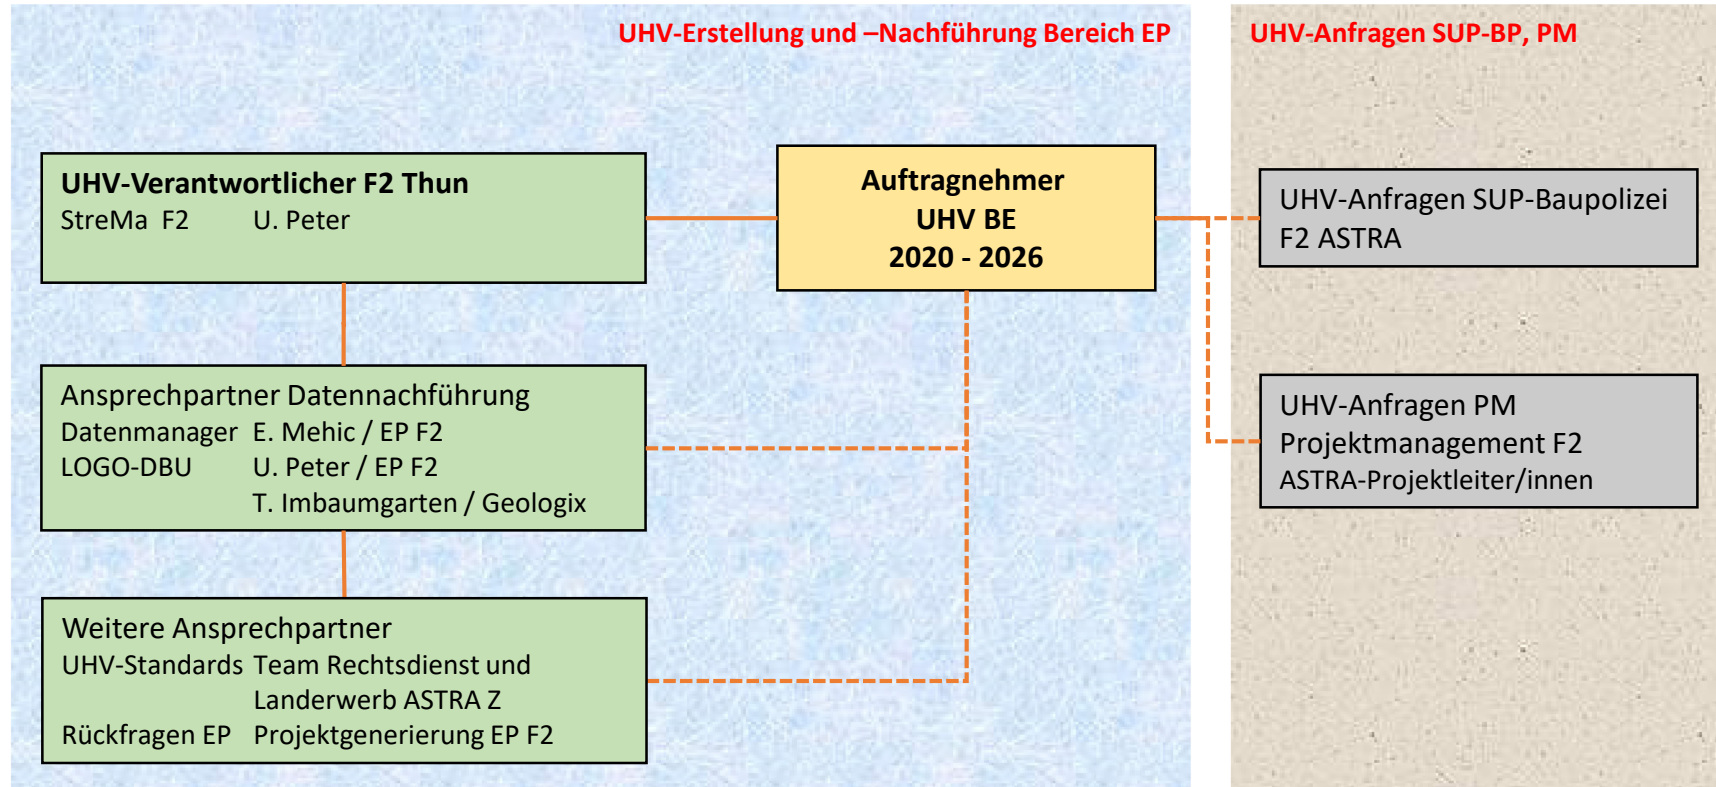 UHV-Erstellung und –Nachführung Bereich EP
UHV-Anfragen SUP-BP, PM
UHV-Verantwortlicher F2 Thun
StreMa F2 U. Peter
Auftragnehmer
UHV BE
2020 - 2026
UHV-Anfragen SUP-Baupolizei
F2 ASTRA
Ansprechpartner Datennachführung
Datenmanager E. Mehic / EP F2
LOGO-DBU U. Peter / EP F2
T. Imbaumgarten / Geologix
UHV-Anfragen PM
Projektmanagement F2
ASTRA-Projektleiter/innen
Weitere Ansprechpartner
UHV-Standards Team Rechtsdienst und
Landerwerb ASTRA Z
Rückfragen EP Projektgenerierung EP F2